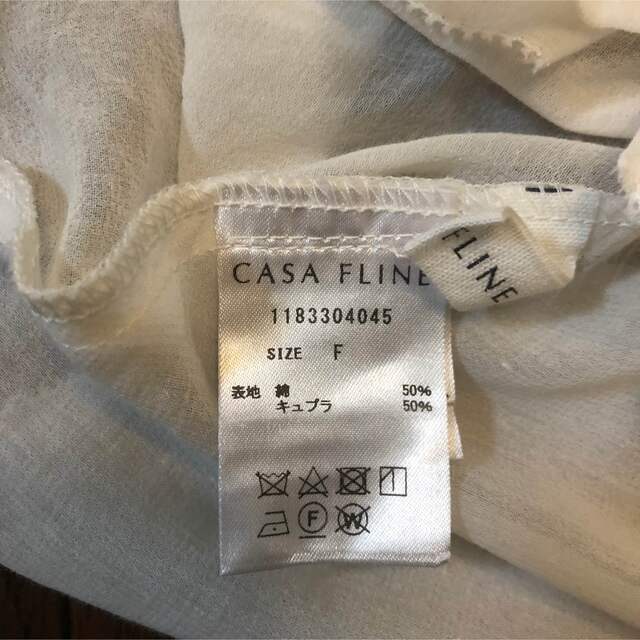 CASA FLINE
1183304045
SIZE F
表地 綿 50%
キュプラ 50%
F W
FLINE